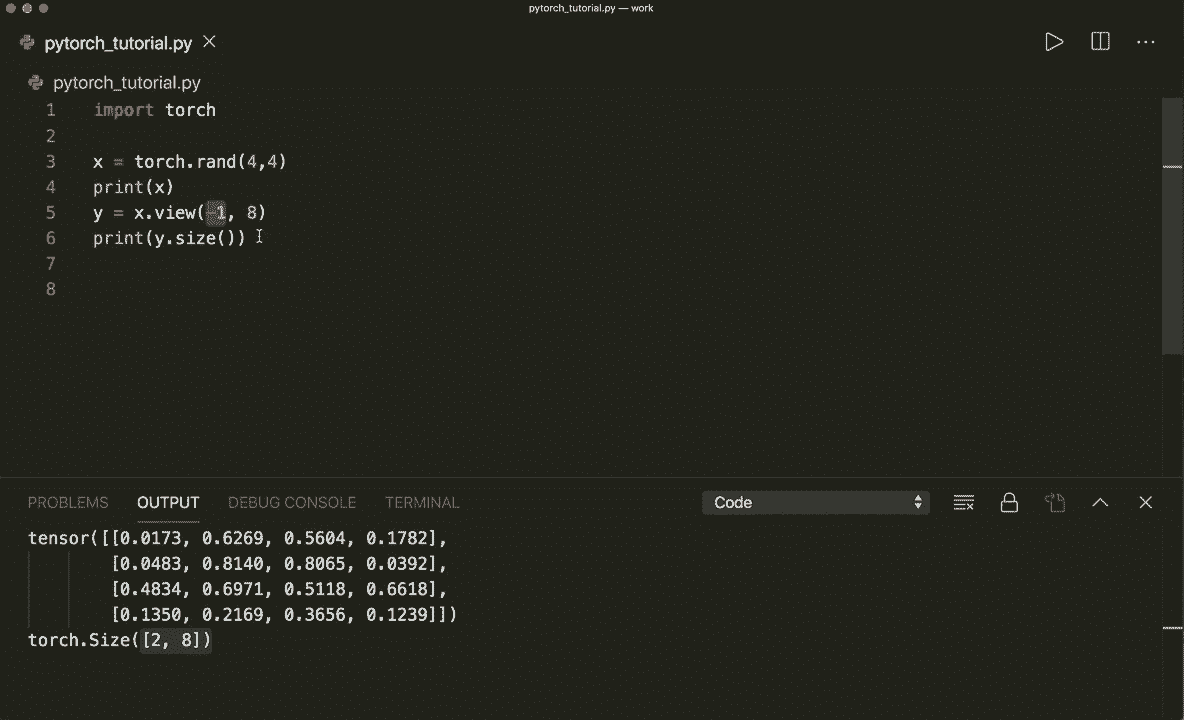 pytorch_tutorial.py — work
pytorch_tutorial.py
pytorch_tutorial.py
1 import torch
2
3 x = torch.rand(4,4)
4 print(x)
5 y = x.view(-1, 8)
6 print(y.size())
7
8
PROBLEMS OUTPUT DEBUG CONSOLE TERMINAL Code
tensor([[0.0173, 0.6269, 0.5604, 0.1782],
[0.0483, 0.8140, 0.8065, 0.0392],
[0.4834, 0.6971, 0.5118, 0.6618],
[0.1350, 0.2169, 0.3656, 0.1239]])
torch.Size([2, 8])